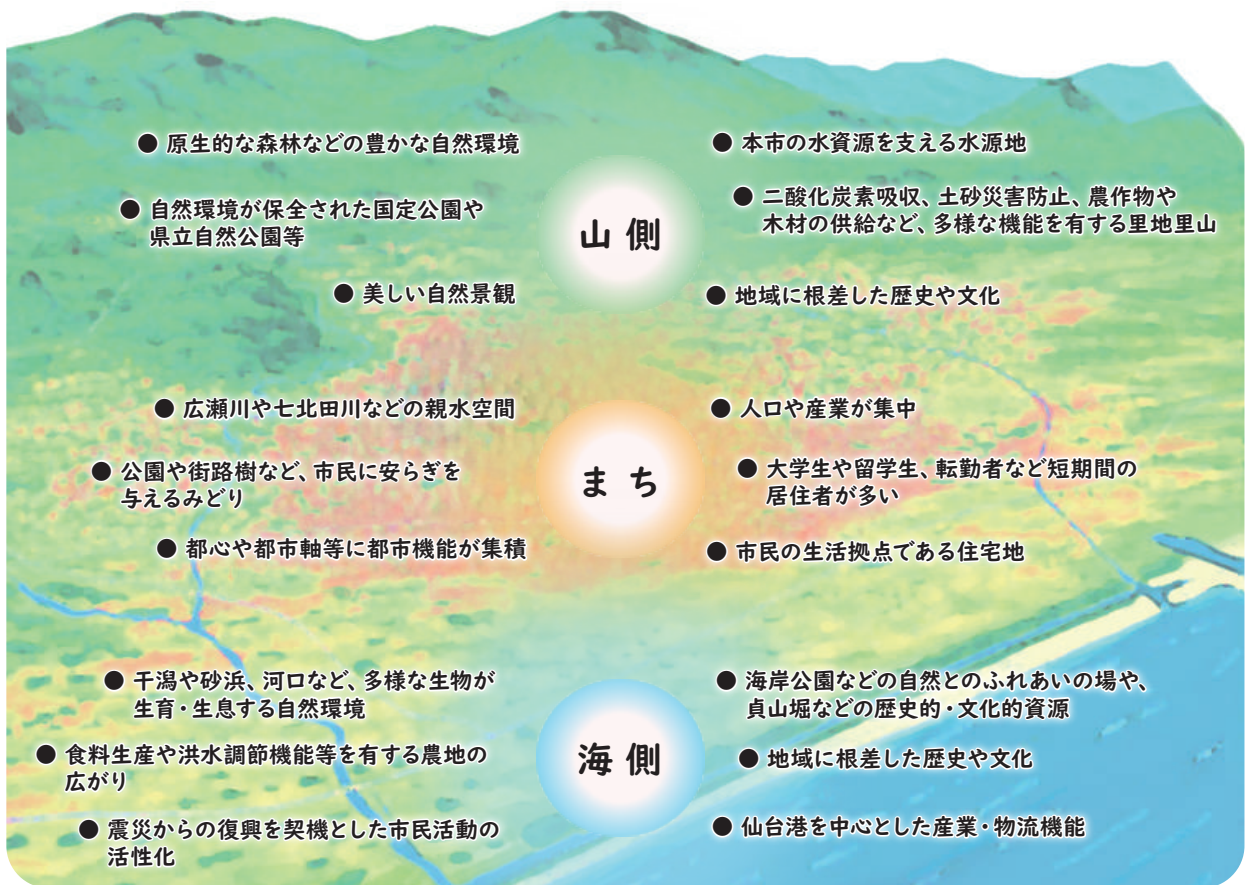 ● 原生的な森林などの豊かな自然環境
● 自然環境が保全された国定公園や
県立自然公園等
● 美しい自然景観
山側
● 本市の水資源を支える水源地
● 二酸化炭素吸収、土砂災害防止、農作物や
木材の供給など、多様な機能を有する里地里山
● 地域に根差した歴史や文化
● 広瀬川や七北田川などの親水空間
● 公園や街路樹など、市民に安らぎを
与えるみどり
● 都心や都市軸等に都市機能が集積
まち
● 人口や産業が集中
● 大学生や留学生、転勤者など短期間の
居住者が多い
● 市民の生活拠点である住宅地
● 干潟や砂浜、河口など、多様な生物が
生育・生息する自然環境
● 食料生産や洪水調節機能等を有する農地の
広がり
● 震災からの復興を契機とした市民活動の
活性化
海側
● 海岸公園などの自然とのふれあいの場や、
貞山堀などの歴史的・文化的資源
● 地域に根差した歴史や文化
● 仙台港を中心とした産業・物流機能